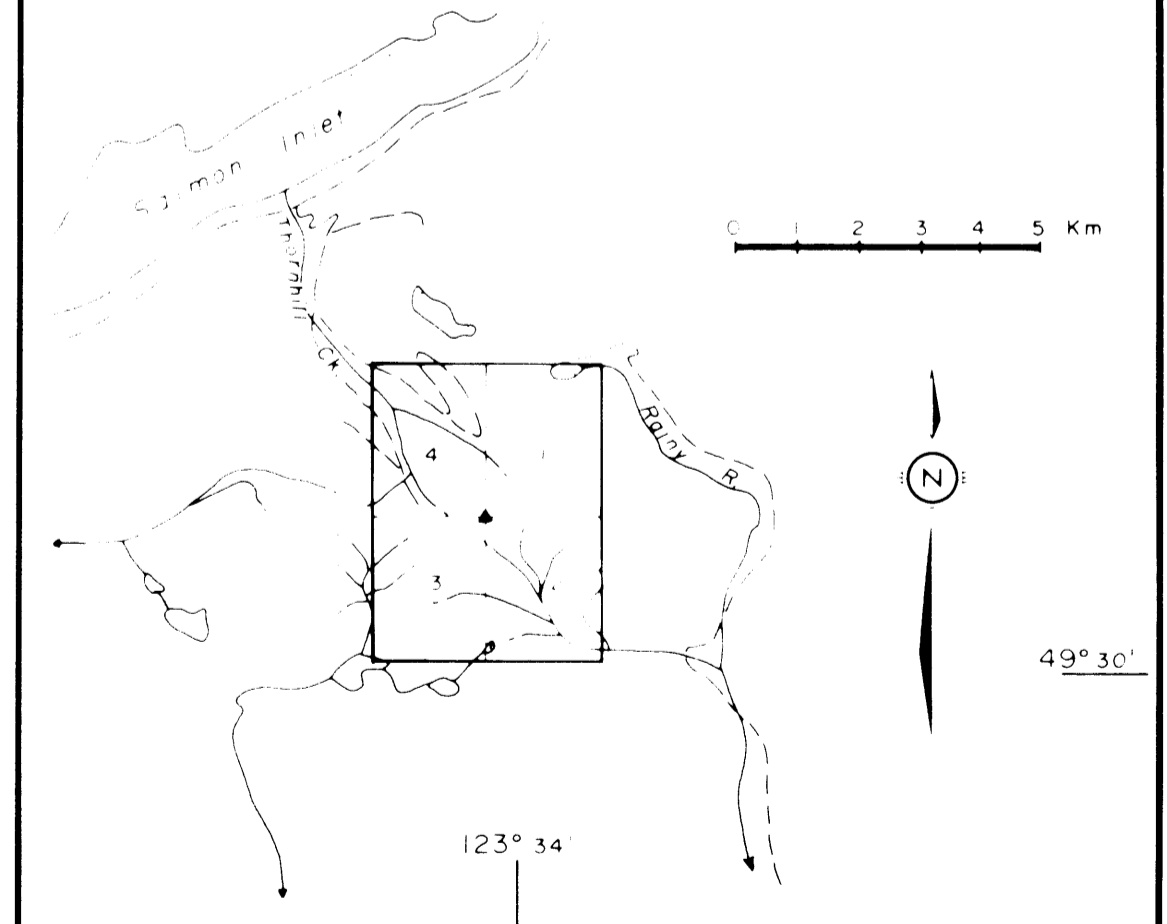 Salmon Inlet
0 1 2 3 4 5 Km
Thornhill Ck.
Rainy R.
4
N
3
49° 30'
123° 34'